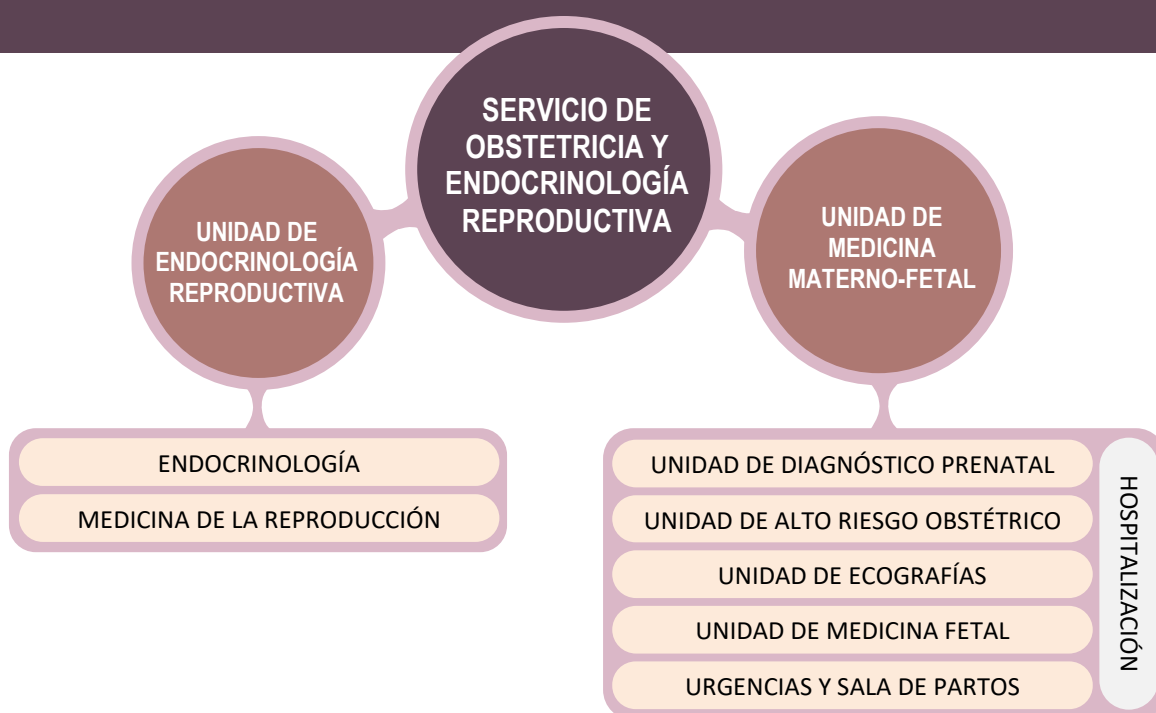 SERVICIO DE
OBSTETRICIA Y
ENDOCRINOLOGÍA
REPRODUCTIVA
UNIDAD DE
ENDOCRINOLOGÍA
REPRODUCTIVA
UNIDAD DE
MEDICINA
MATERNO-FETAL
ENDOCRINOLOGÍA
MEDICINA DE LA REPRODUCCIÓN
UNIDAD DE DIAGNÓSTICO PRENATAL
UNIDAD DE ALTO RIESGO OBSTÉTRICO
UNIDAD DE ECOGRAFÍAS
UNIDAD DE MEDICINA FETAL
URGENCIAS Y SALA DE PARTOS
HOSPITALIZACIÓN